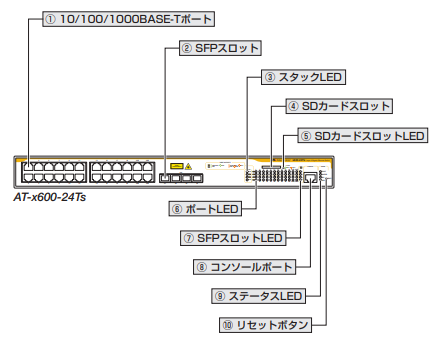 ① 10/100/1000BASE-Tポート
② SFPスロット
③ スタックLED
④ SDカードスロット
⑤ SDカードスロットLED
AT-x600-24Ts
⑥ ポートLED
⑦ SFPスロットLED
⑧ コンソールポート
⑨ ステータスLED
⑩ リセットボタン